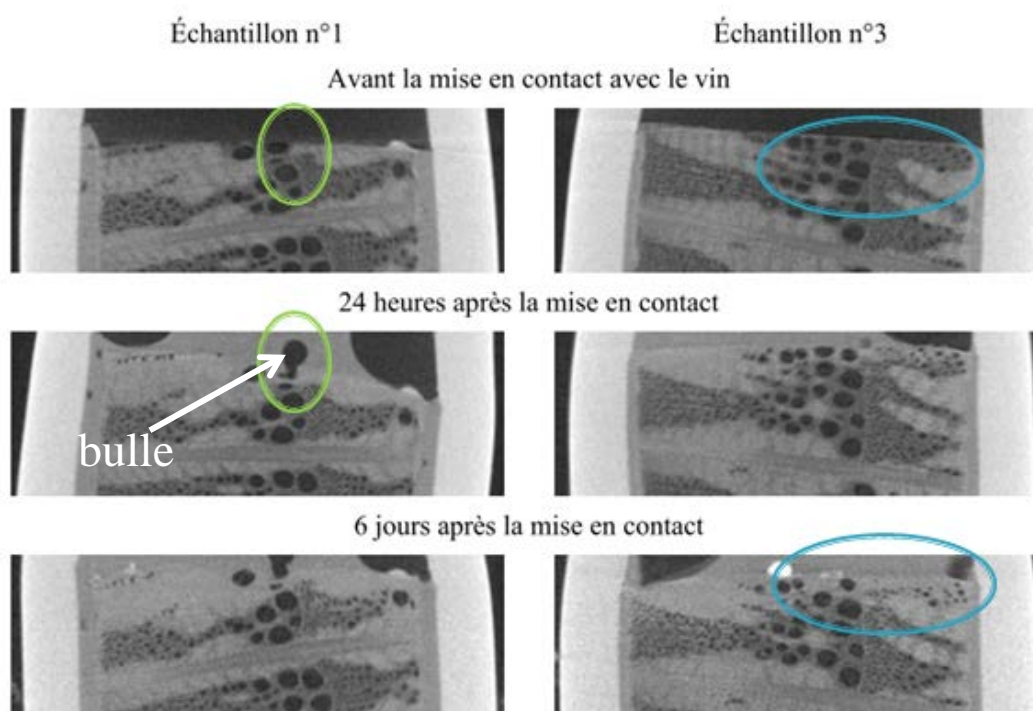 Échantillon n°1
Échantillon n°3
Avant la mise en contact avec le vin
24 heures après la mise en contact
bulle
6 jours après la mise en contact